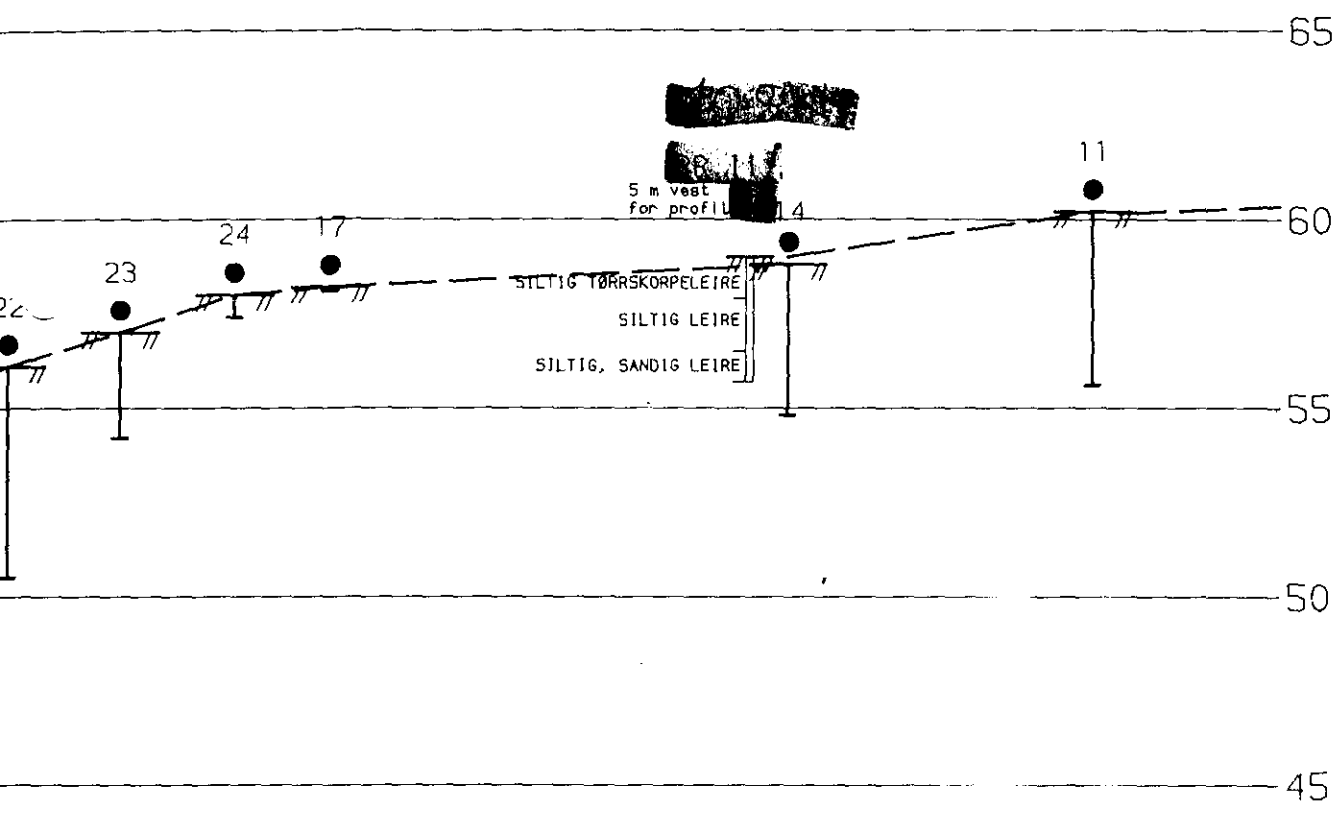 65
11
5 m vest
for profil
14
60
24
17
23
22
SILTIG TØRRSKORPELEIRE
SILTIG LEIRE
SILTIG, SANDIG LEIRE
55
50
45